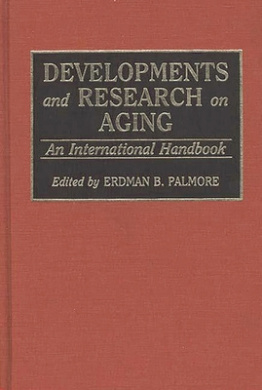 DEVELOPMENTS
and RESEARCH on
AGING
An International Handbook
Edited by ERDMAN B. PALMORE